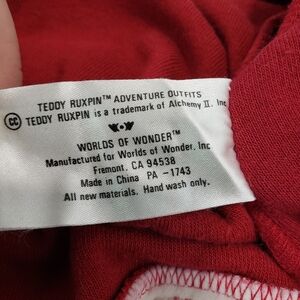 TEDDY RUXPIN™ ADVENTURE OUTFITS
© TEDDY RUXPIN is a trademark of Alchemy II, Inc
WORLDS OF WONDER™
Manufactured for Worlds of Wonder, Inc
Fremont, CA 94538
Made in China PA -1743
All new materials. Hand wash only.